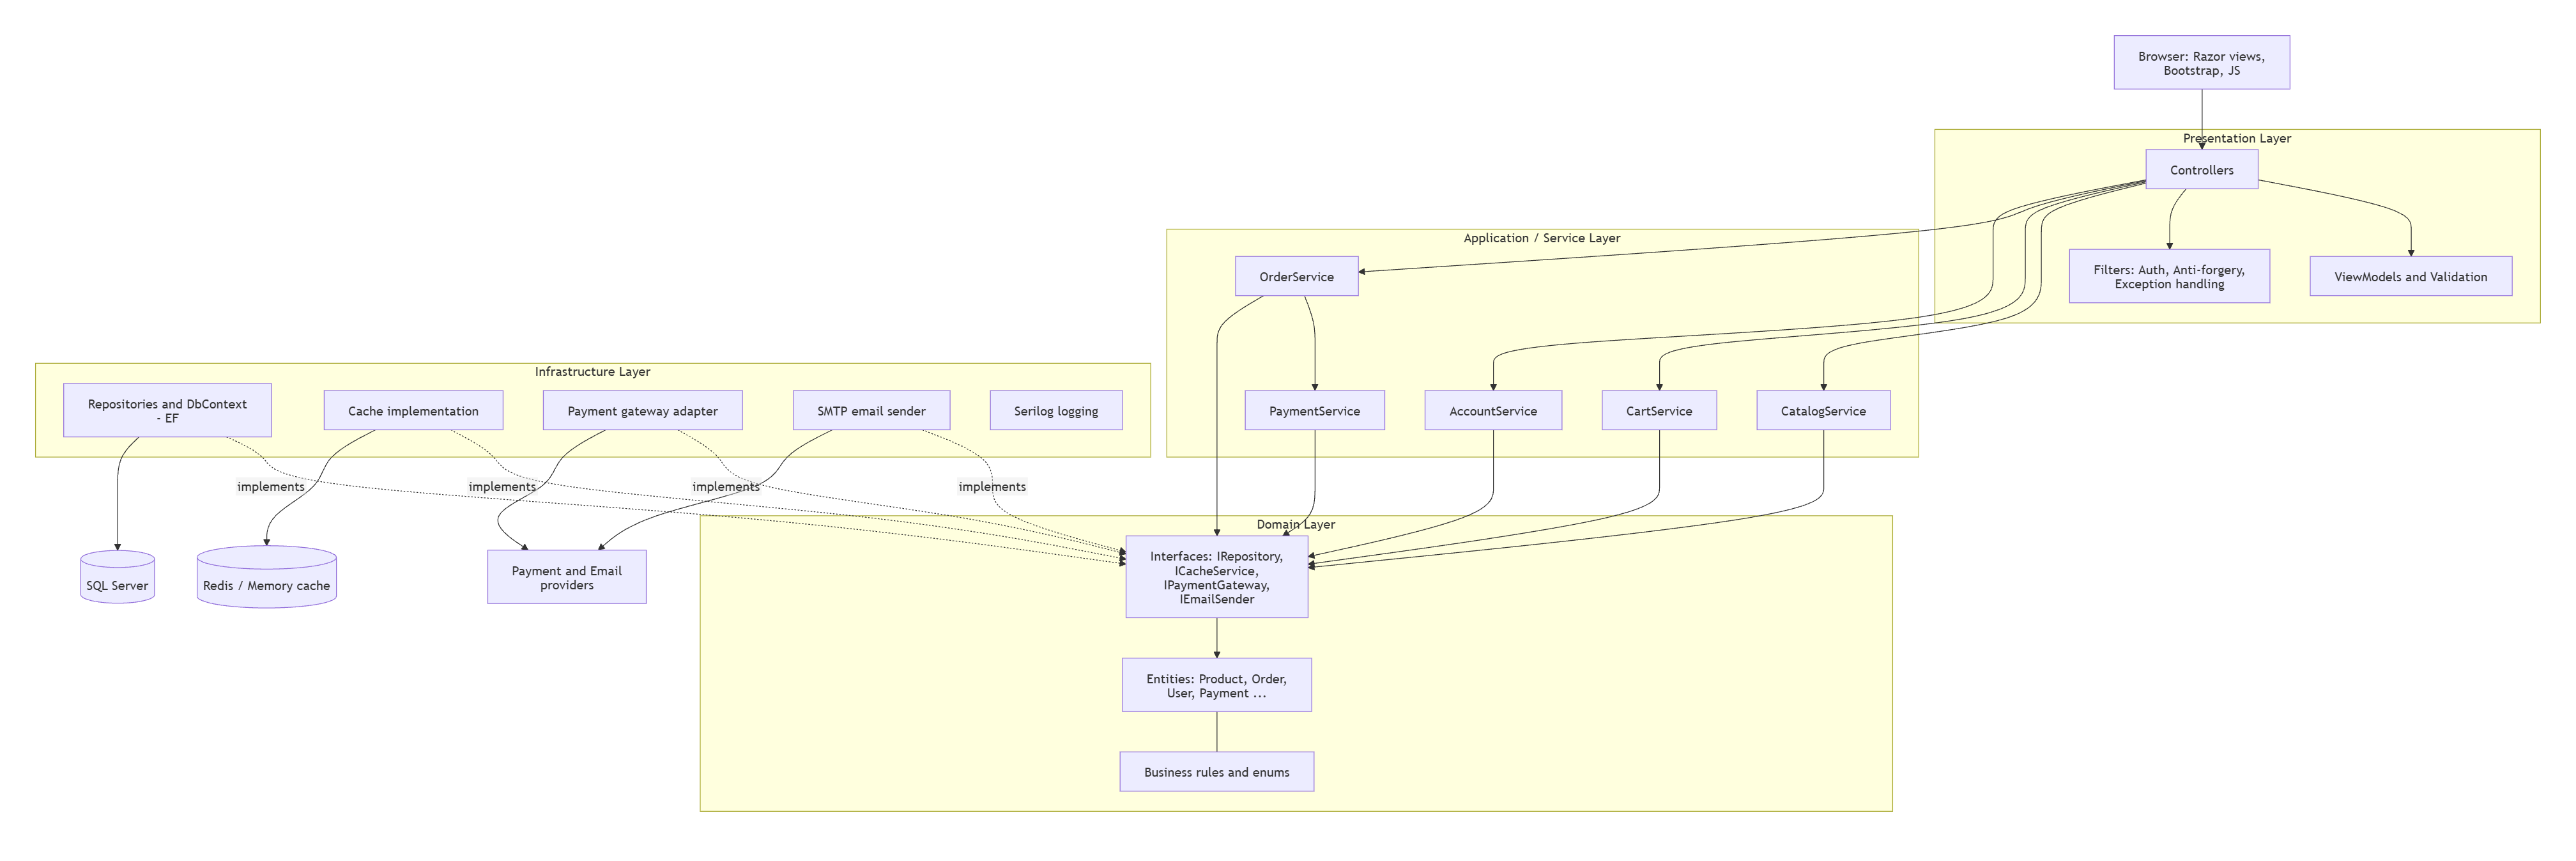 Browser: Razor views,
Bootstrap, JS
Presentation Layer
Controllers
Filters: Auth, Anti-forgery,
Exception handling
ViewModels and Validation
Application / Service Layer
OrderService
PaymentService
AccountService
CartService
CatalogService
Infrastructure Layer
Repositories and DbContext
- EF
Cache implementation
Payment gateway adapter
SMTP email sender
Serilog logging
implements
implements
implements
implements
SQL Server
Redis / Memory cache
Payment and Email
providers
Domain Layer
Interfaces: IRepository,
ICacheService,
IPaymentGateway,
IEmailSender
Entities: Product, Order,
User, Payment ...
Business rules and enums